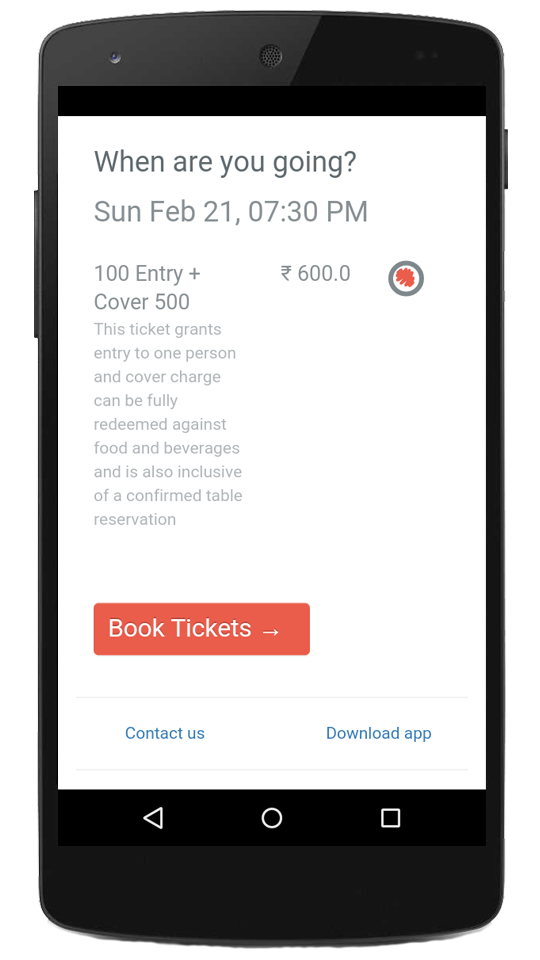 When are you going?
Sun Feb 21, 07:30 PM
100 Entry + ₹ 600.0
Cover 500
This ticket grants
entry to one person
and cover charge
can be fully
redeemed against
food and beverages
and is also inclusive
of a confirmed table
reservation
Book Tickets →
Contact us Download app